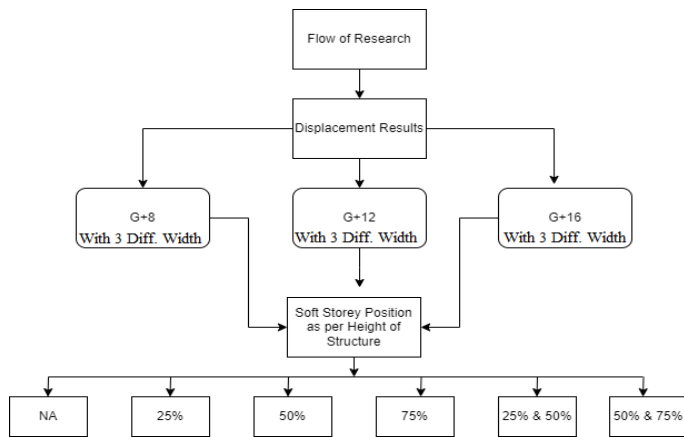 Flow of Research
Displacement Results
G+8
With 3 Diff. Width
G+12
With 3 Diff. Width
G+16
With 3 Diff. Width
Soft Storey Position
as per Height of
Structure
NA
25%
50%
75%
25% & 50%
50% & 75%